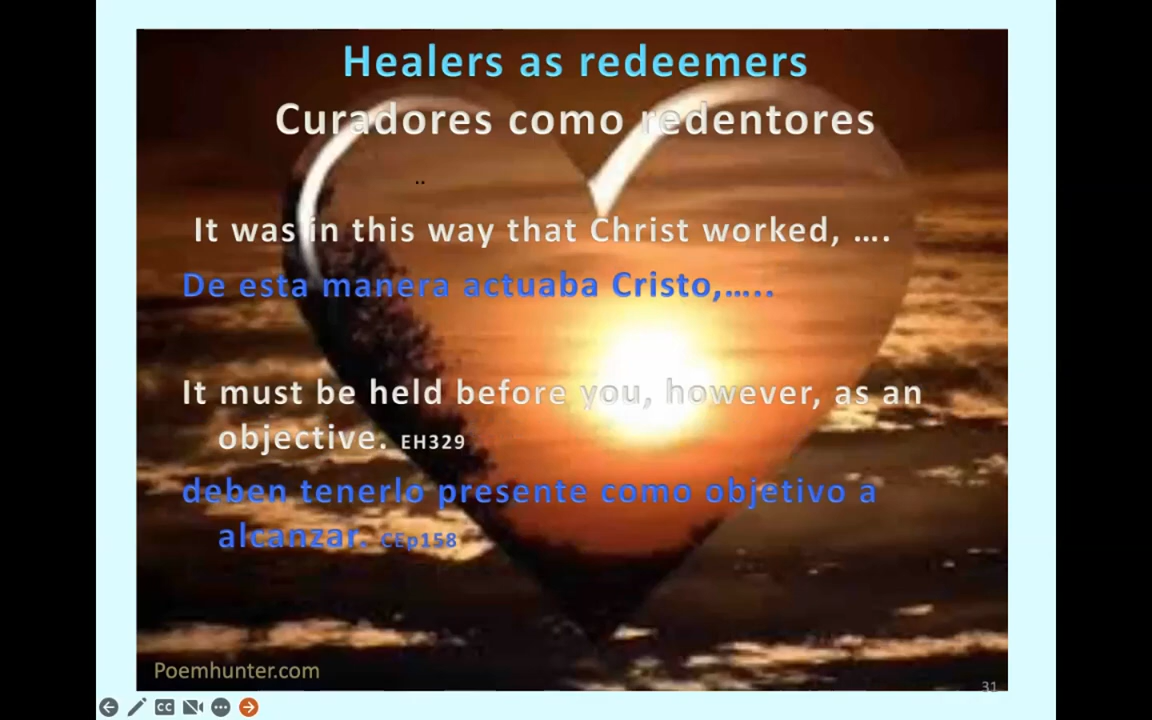 Healers as redeemers
Curadores como redentores
..
It was in this way that Christ worked, ….
De esta manera actuaba Cristo,…..
It must be held before you, however, as an
objective. EH329
deben tenerlo presente como objetivo a
alcanzar. CEp158
Poemhunter.com
31
CC